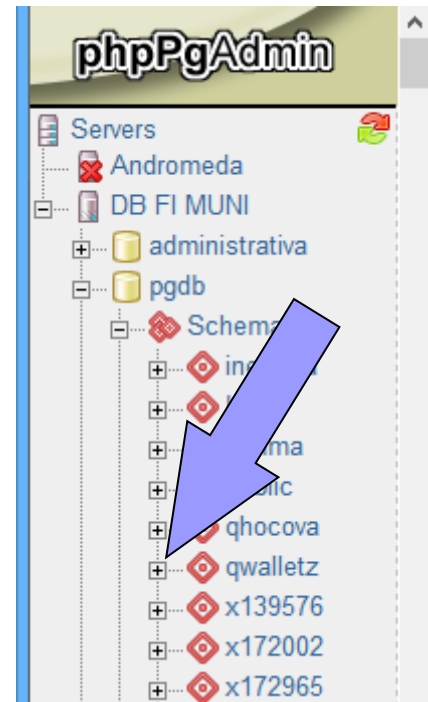 phpPgAdmin
Servers
Andromeda
DB FI MUNI
administrativa
pgdb
qhocova
qwalletz
x139576
x172002
x172965